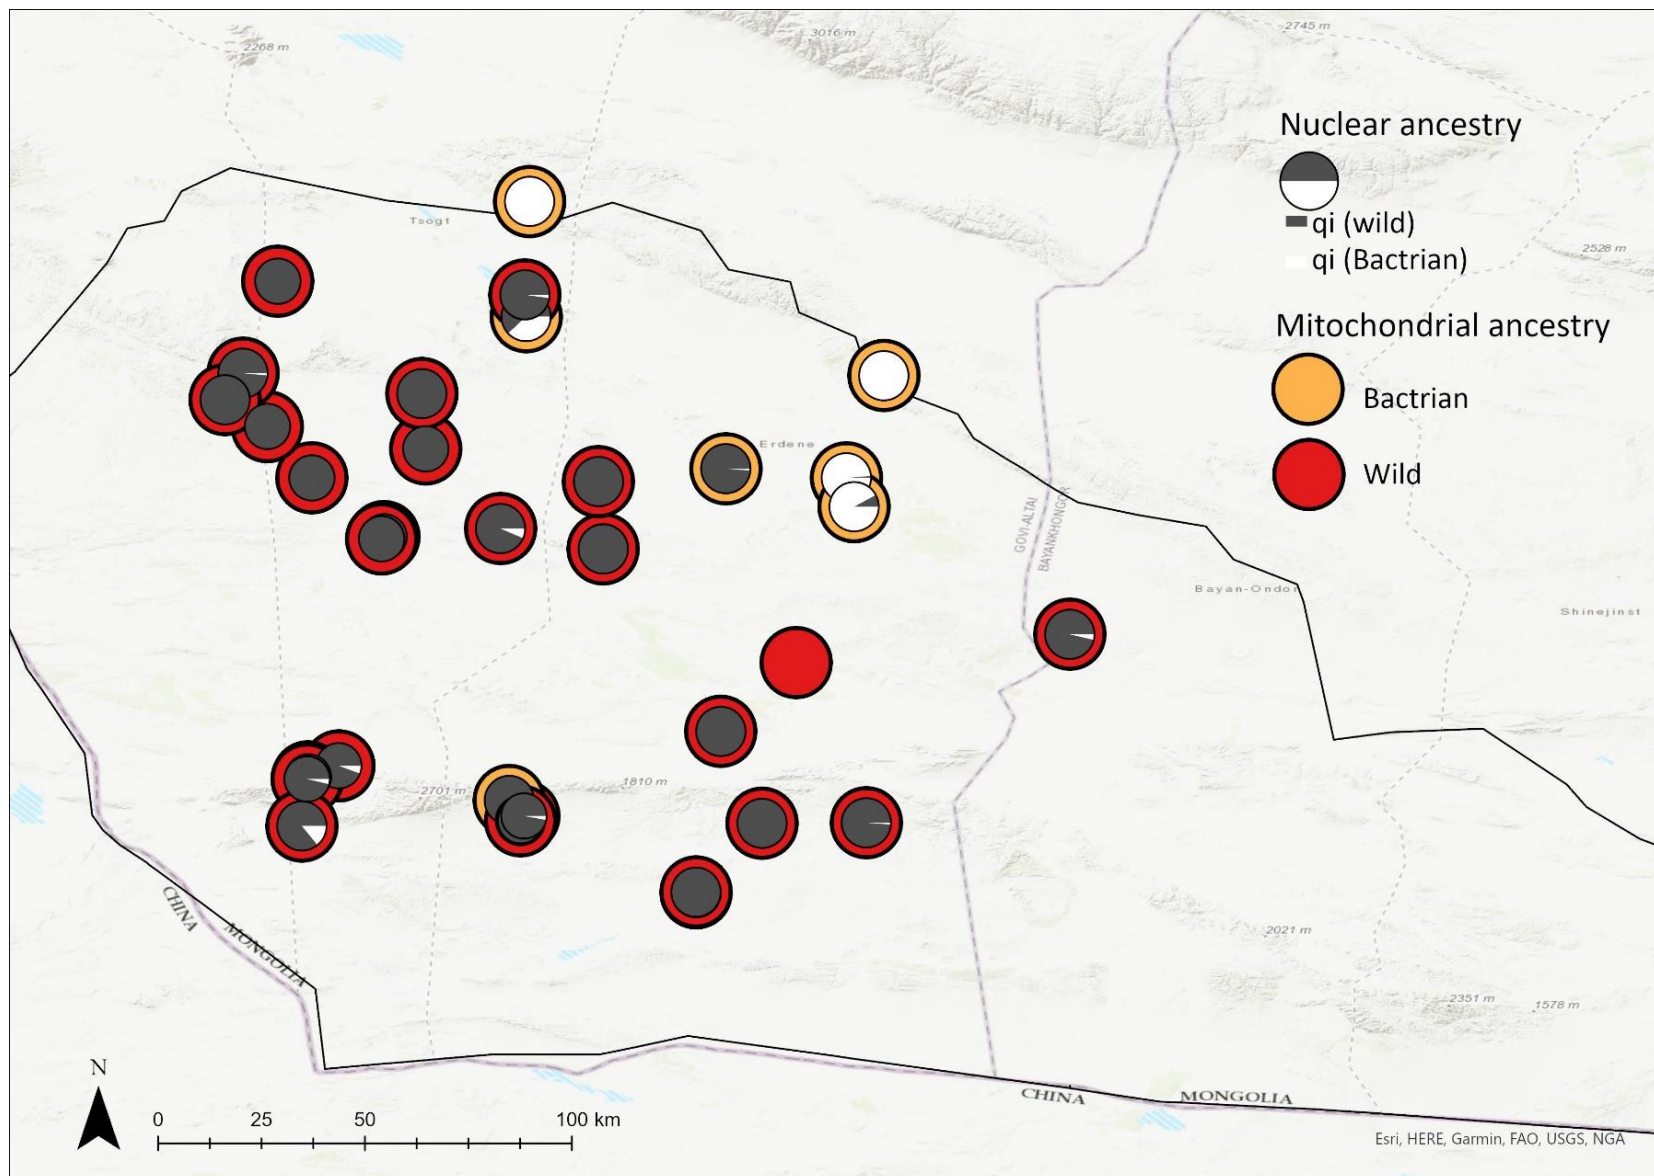 2268 m
3016 m
2745 m
Nuclear ancestry
qi (wild)
qi (Bactrian)
Tsogt
2528 m
Mitochondrial ancestry
Bactrian
Wild
Erdene
GOVI-ALTAI
BAYANKHONGOR
Bayan-Ondor
Shinejinst
2701 m
1810 m
CHINA
MONGOLIA
2021 m
2351 m
1578 m
N
0 25 50 100 km
CHINA
MONGOLIA
Esri, HERE, Garmin, FAO, USGS, NGA